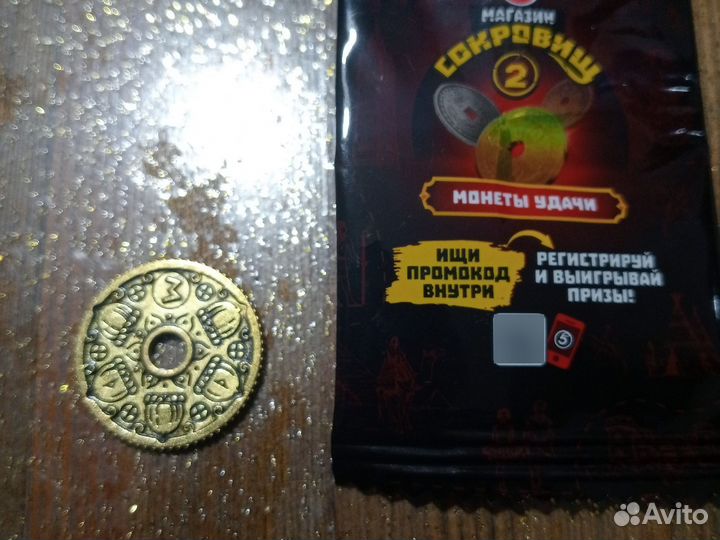 МАГАЗИН
СОКРОВИЩ
2
МОНЕТЫ УДАЧИ
ИЩИ
ПРОМОКОД
ВНУТРИ
РЕГИСТРИРУЙ
И ВЫИГРЫВАЙ
ПРИЗЫ!
5
Avito